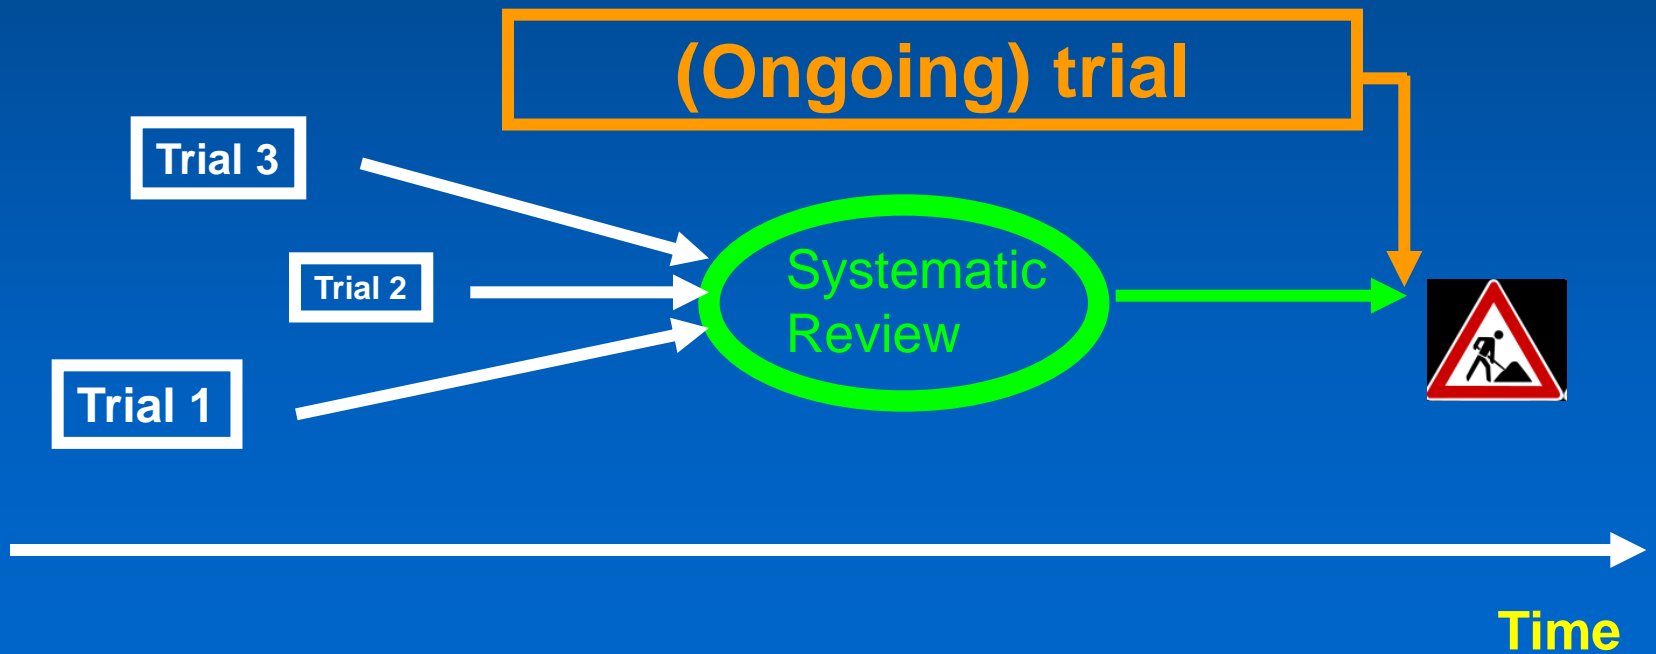 (Ongoing) trial
Trial 3
Trial 2
Trial 1
Systematic
Review
Time